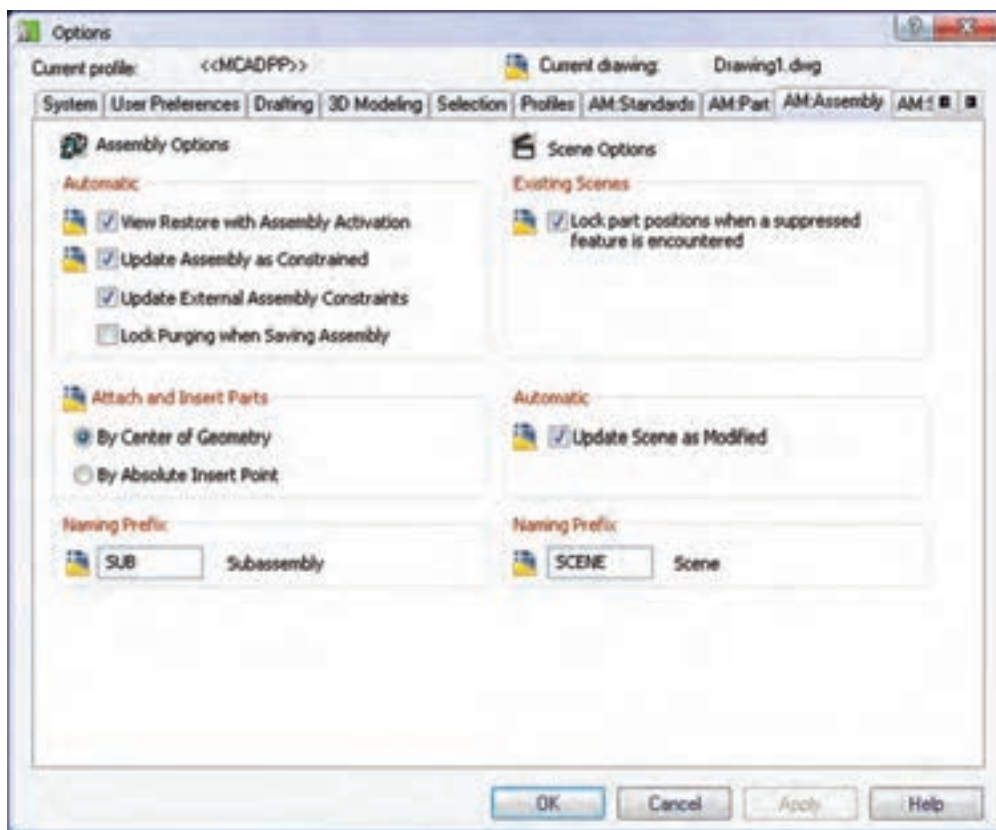 Options
Current profile: <<MCADPP>> Current drawing: Drawing1.dwg
System User Preferences Drafting 3D Modeling Selection Profiles AM:Standards AM:Part AM:Assembly
Assembly Options
Automatic
View Restore with Assembly Activation
Update Assembly as Constrained
Update External Assembly Constraints
Lock Purging when Saving Assembly
Attach and Insert Parts
By Center of Geometry
By Absolute Insert Point
Naming Prefix
SUB Subassembly
Scene Options
Existing Scenes
Lock part positions when a suppressed
feature is encountered
Automatic
Update Scene as Modified
Naming Prefix
SCENE Scene
OK Cancel Apply Help